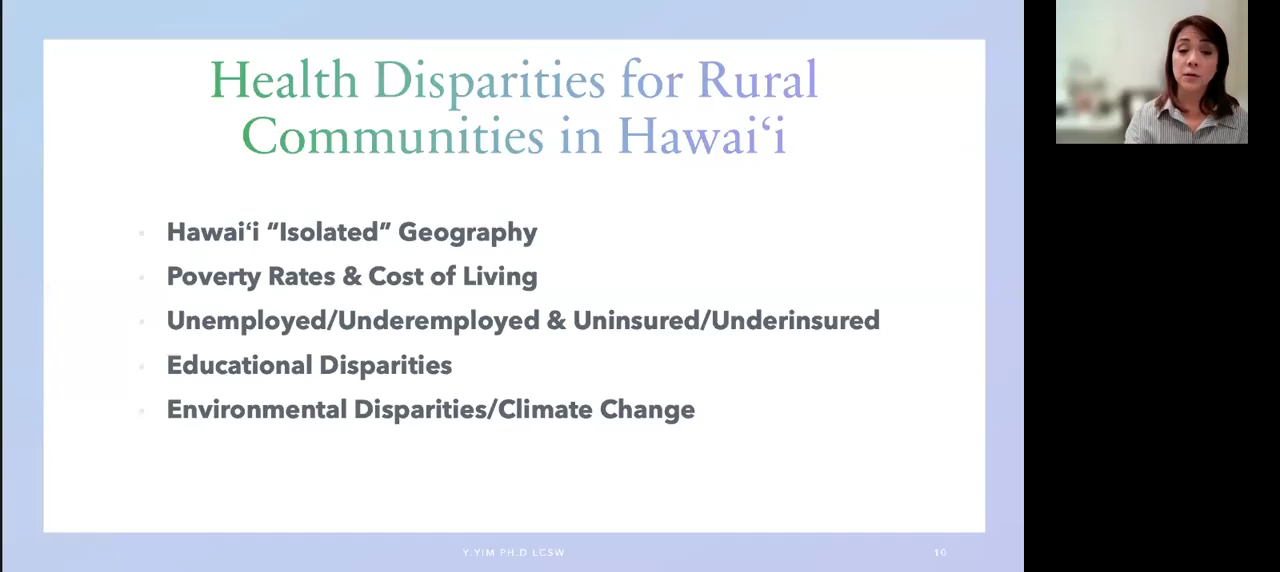 Health Disparities for Rural
Communities in Hawaiʻi
Hawaiʻi “Isolated” Geography
Poverty Rates & Cost of Living
Unemployed/Underemployed & Uninsured/Underinsured
Educational Disparities
Environmental Disparities/Climate Change
Y.YIM PH.D LCSW
10